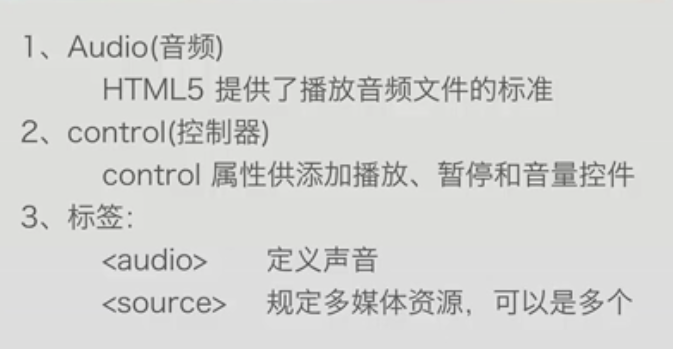 1、Audio(音频)
HTML5 提供了播放音频文件的标准
2、control(控制器)
control 属性供添加播放、暂停和音量控件
3、标签：
<audio> 定义声音
<source> 规定多媒体资源，可以是多个